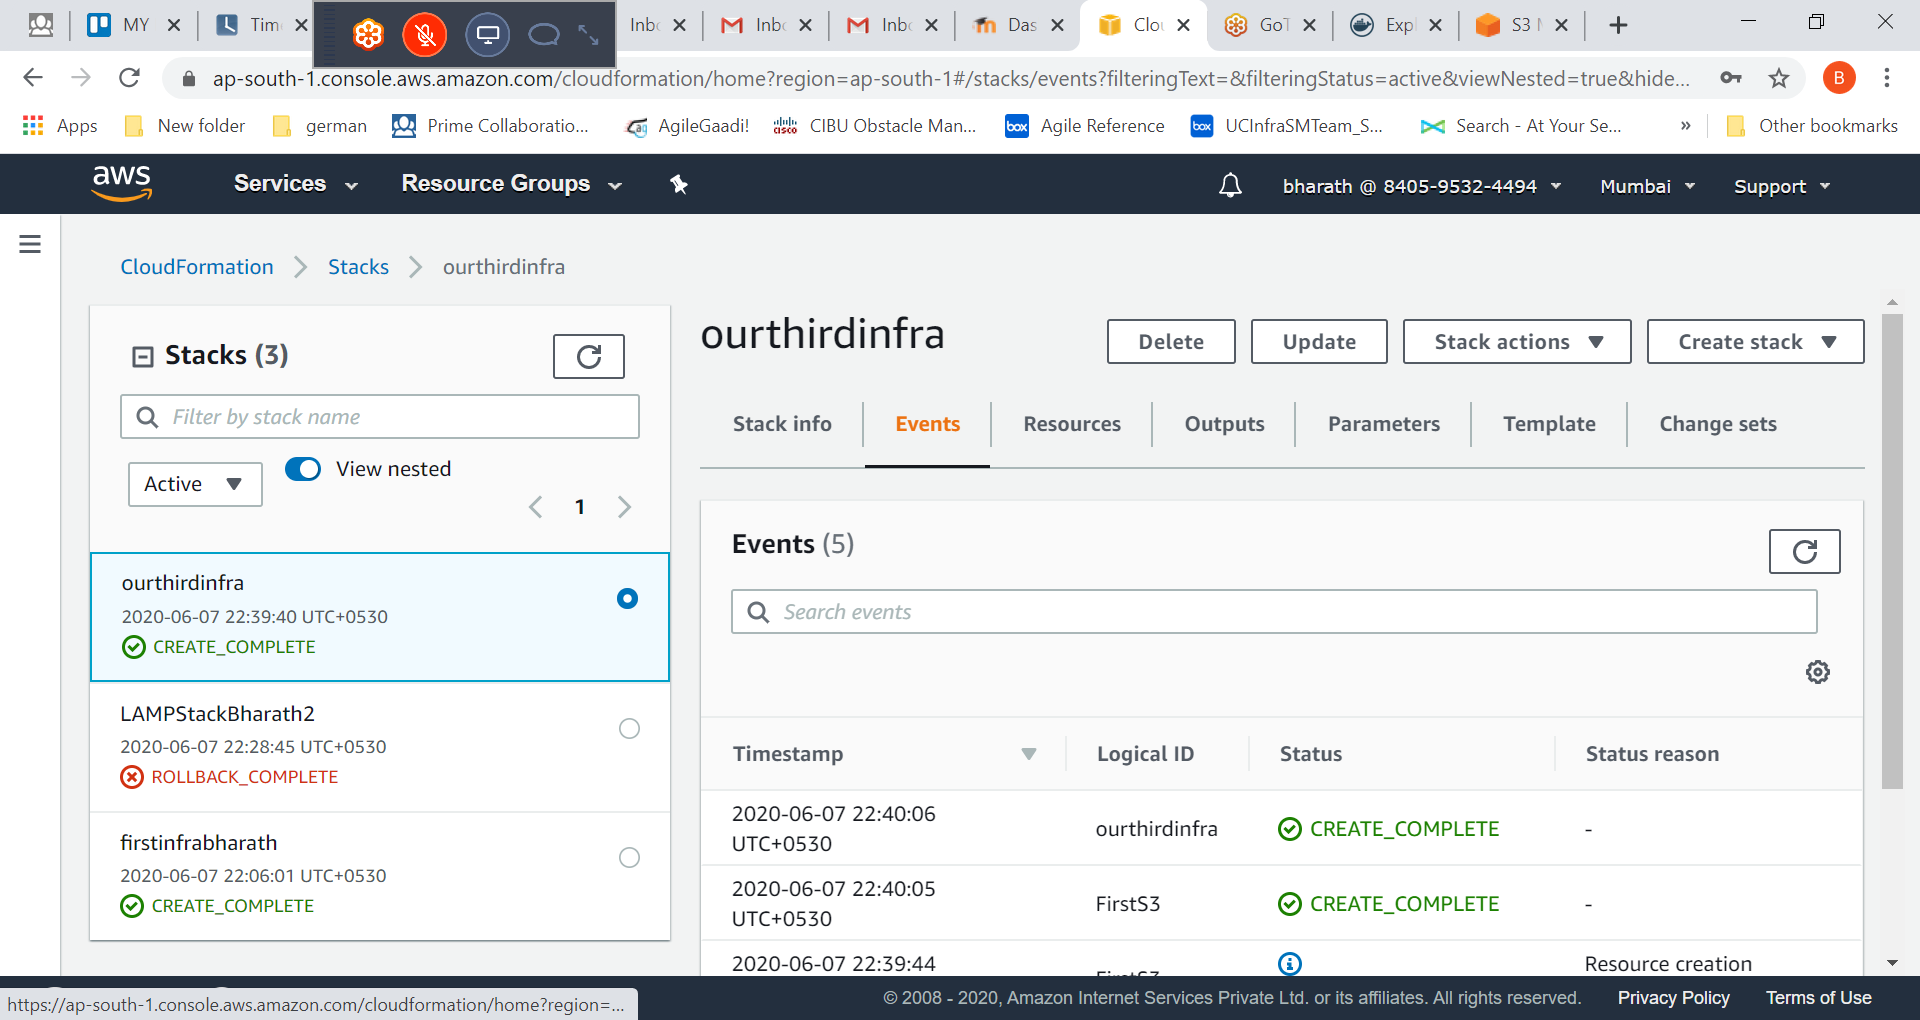 MY
Tim
Inbo
Inbo
Inbo
Das
Clou
GoT
Expl
S3 M
ap-south-1.console.aws.amazon.com/cloudformation/home?region=ap-south-1#/stacks/events?filteringText=&filteringStatus=active&viewNested=true&hide...
B
Apps
New folder
german
Prime Collaboratio...
AgileGaadi!
CIBU Obstacle Man...
box
Agile Reference
box
UCInfraSMTeam_S...
Search - At Your Se...
»
Other bookmarks
aws
Services
Resource Groups
bharath @ 8405-9532-4494
Mumbai
Support
CloudFormation
Stacks
ourthirdinfra
Stacks (3)
Filter by stack name
Active
View nested
1
ourthirdinfra
2020-06-07 22:39:40 UTC+0530
CREATE_COMPLETE
LAMPStackBharath2
2020-06-07 22:28:45 UTC+0530
ROLLBACK_COMPLETE
firstinfrabharath
2020-06-07 22:06:01 UTC+0530
CREATE_COMPLETE
ourthirdinfra
Delete
Update
Stack actions
Create stack
Stack info
Events
Resources
Outputs
Parameters
Template
Change sets
Events (5)
Search events
Timestamp
Logical ID
Status
Status reason
2020-06-07 22:40:06
UTC+0530
ourthirdinfra
CREATE_COMPLETE
-
2020-06-07 22:40:05
UTC+0530
FirstS3
CREATE_COMPLETE
-
2020-06-07 22:39:44
FirstS3
Resource creation
https://ap-south-1.console.aws.amazon.com/cloudformation/home?region=...
© 2008 - 2020, Amazon Internet Services Private Ltd. or its affiliates. All rights reserved.
Privacy Policy
Terms of Use